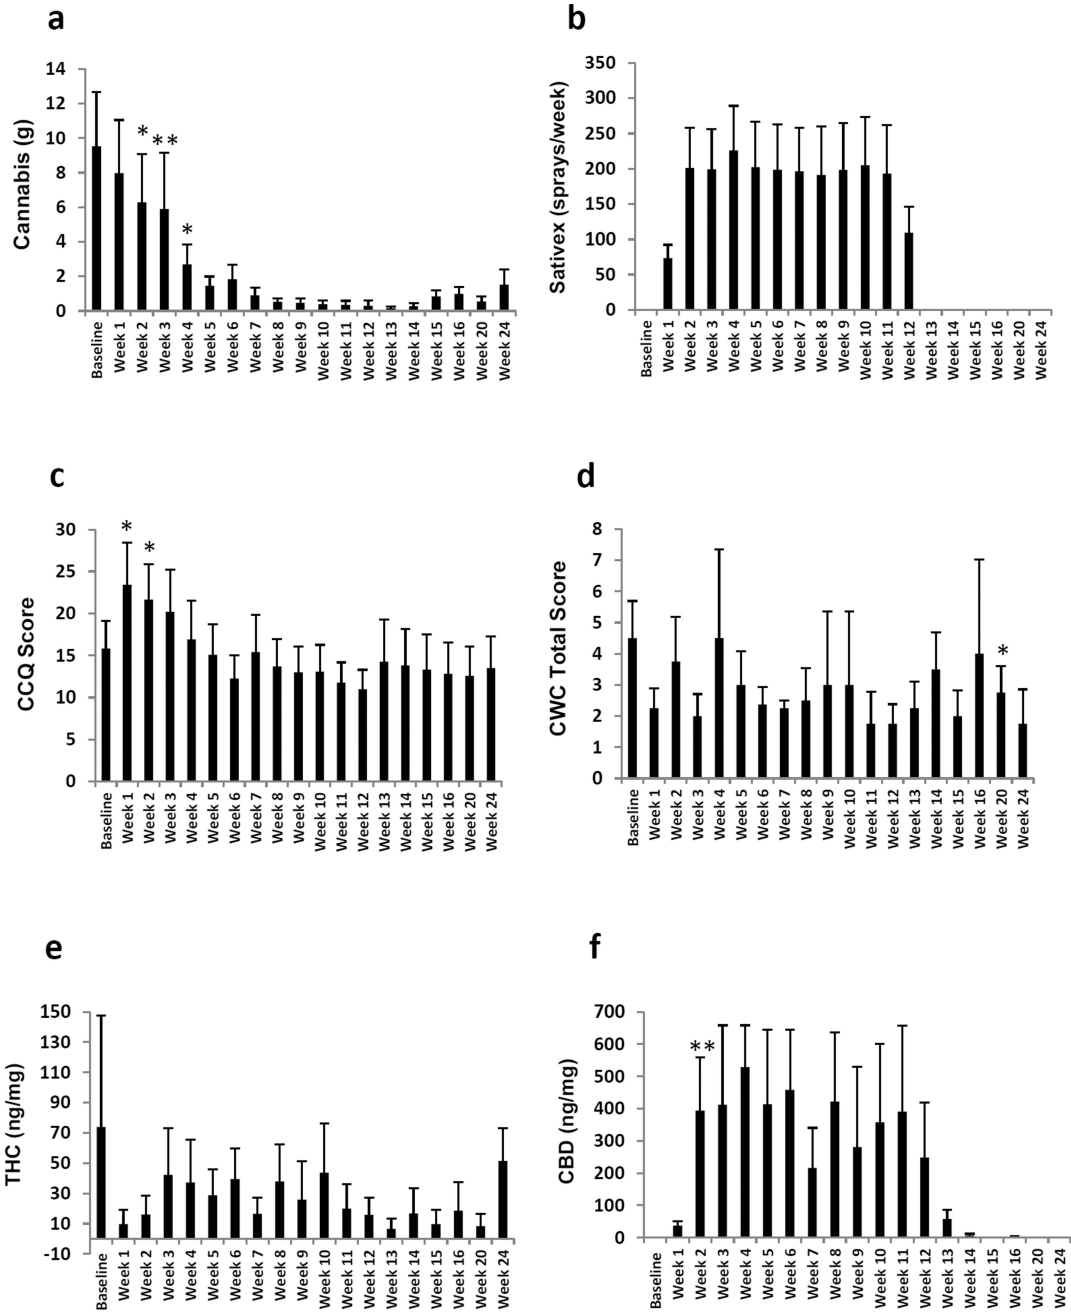 a
Cannabis (g)
14
12
10
8
6
4
2
0
*
**
*
Baseline
Week 1
Week 2
Week 3
Week 4
Week 5
Week 6
Week 7
Week 8
Week 9
Week 10
Week 11
Week 12
Week 13
Week 14
Week 15
Week 16
Week 20
Week 24
b
Sativex (sprays/week)
350
300
250
200
150
100
50
0
Baseline
Week 1
Week 2
Week 3
Week 4
Week 5
Week 6
Week 7
Week 8
Week 9
Week 10
Week 11
Week 12
Week 13
Week 14
Week 15
Week 16
Week 20
Week 24
c
CCQ Score
30
25
20
15
10
5
0
*
*
Baseline
Week 1
Week 2
Week 3
Week 4
Week 5
Week 6
Week 7
Week 8
Week 9
Week 10
Week 11
Week 12
Week 13
Week 14
Week 15
Week 16
Week 20
Week 24
d
CWC Total Score
8
7
6
5
4
3
2
1
0
*
Baseline
Week 1
Week 2
Week 3
Week 4
Week 5
Week 6
Week 7
Week 8
Week 9
Week 10
Week 11
Week 12
Week 13
Week 14
Week 15
Week 16
Week 20
Week 24
e
THC (ng/mg)
150
130
110
90
70
50
30
10
-10
Baseline
Week 1
Week 2
Week 3
Week 4
Week 5
Week 6
Week 7
Week 8
Week 9
Week 10
Week 11
Week 12
Week 13
Week 14
Week 15
Week 16
Week 20
Week 24
f
CBD (ng/mg)
700
600
500
400
300
200
100
0
**
Baseline
Week 1
Week 2
Week 3
Week 4
Week 5
Week 6
Week 7
Week 8
Week 9
Week 10
Week 11
Week 12
Week 13
Week 14
Week 15
Week 16
Week 20
Week 24